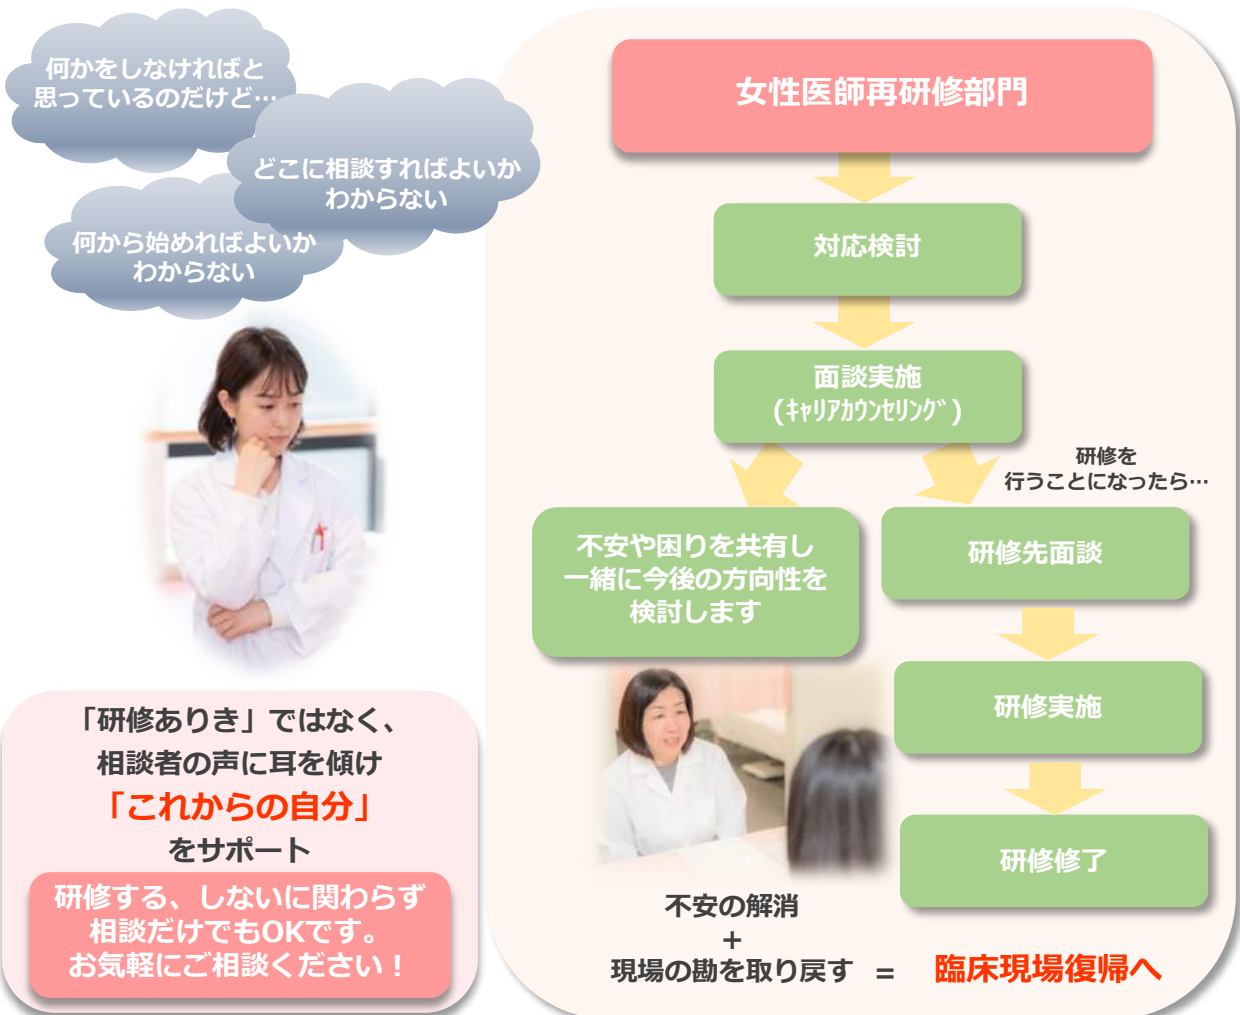 何かをしなければと
思っているのだけど…
どこに相談すればよいか
わからない
何から始めればよいか
わからない
「研修ありき」ではなく、
相談者の声に耳を傾け
「これからの自分」
をサポート
研修する、しないに関わらず
相談だけでもOKです。
お気軽にご相談ください！
女性医師再研修部門
対応検討
面談実施
(ｷｬﾘｱｶｳﾝｾﾘﾝｸﾞ)
不安や困りを共有し
一緒に今後の方向性を
検討します
研修を
行うことになったら…
研修先面談
研修実施
研修修了
不安の解消
+
現場の勘を取り戻す = 臨床現場復帰へ